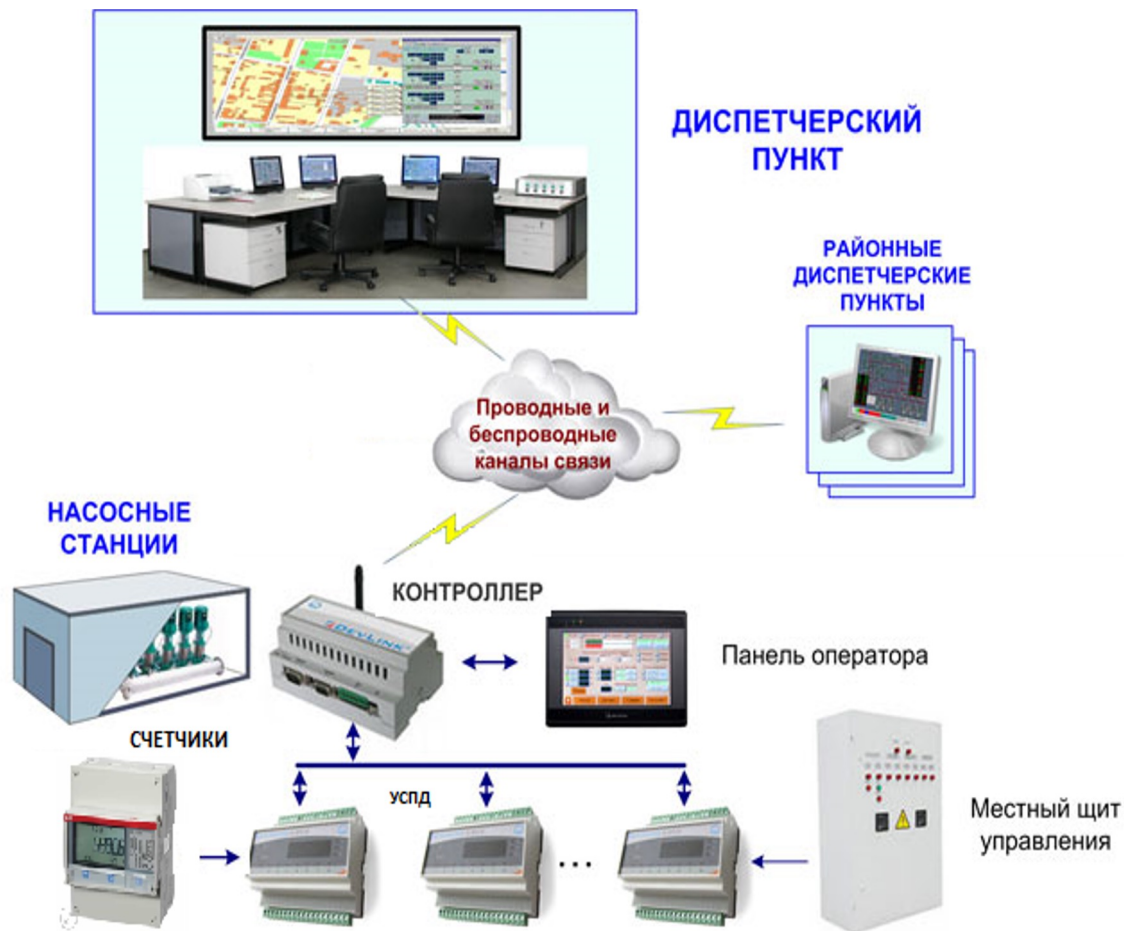 ДИСПЕТЧЕРСКИЙ
ПУНКТ
РАЙОННЫЕ
ДИСПЕТЧЕРСКИЕ
ПУНКТЫ
Проводные и
беспроводные
каналы связи
НАСОСНЫЕ
СТАНЦИИ
КОНТРОЛЛЕР
DEVLINK
Панель оператора
СЧЕТЧИКИ
УСПД
...
Местный щит
управления